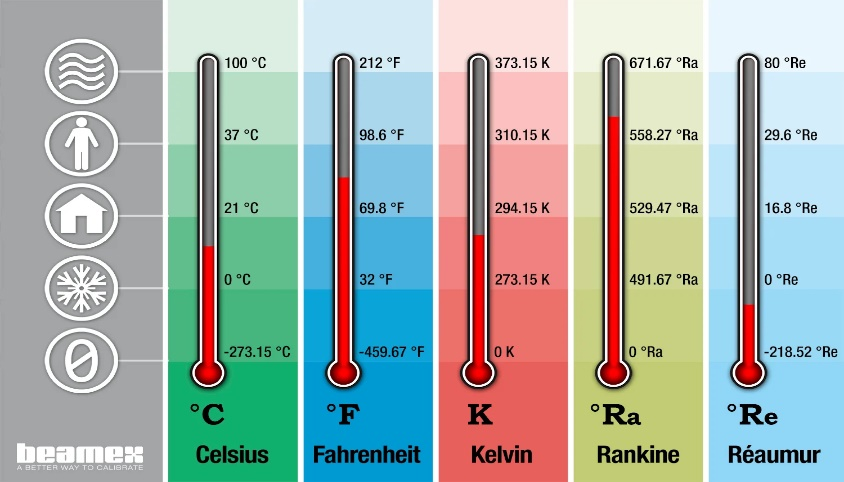 100 °C 212 °F 373.15 K 671.67 °Ra 80 °Re
37 °C 98.6 °F 310.15 K 558.27 °Ra 29.6 °Re
21 °C 69.8 °F 294.15 K 529.47 °Ra 16.8 °Re
0 °C 32 °F 273.15 K 491.67 °Ra 0 °Re
0 -273.15 °C -459.67 °F 0 K 0 °Ra -218.52 °Re
°C °F K °Ra °Re
beamex Celsius Fahrenheit Kelvin Rankine Réaumur
A BETTER WAY TO CALIBRATE